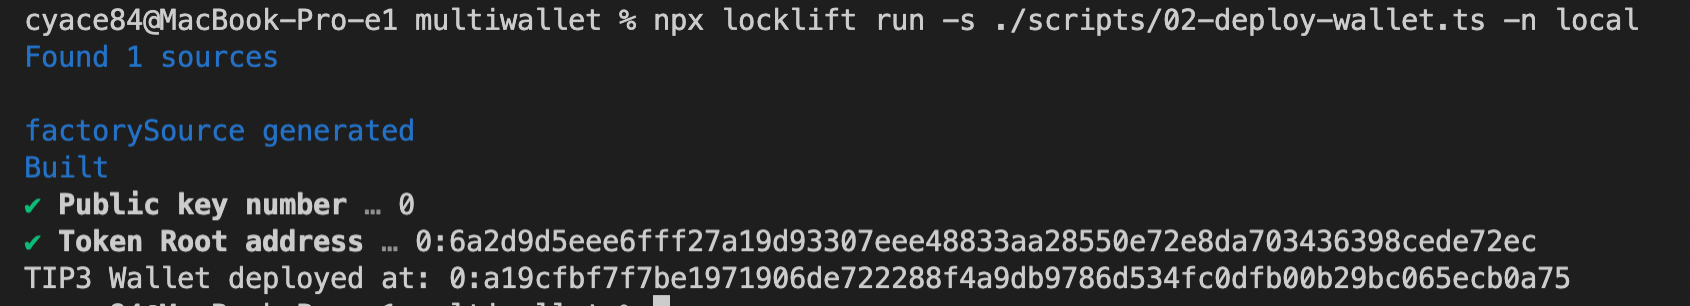 cyace84@MacBook-Pro-e1 multiwallet % npx locklift run -s ./scripts/02-deploy-wallet.ts -n local
Found 1 sources
factorySource generated
Built
✔ Public key number … 0
✔ Token Root address … 0:6a2d9d5eee6fff27a19d93307eee48833aa28550e72e8da703436398cede72ec
TIP3 Wallet deployed at: 0:a19cfbf7f7be1971906de722288f4a9db9786d534fc0dfb00b29bc065ecb0a75